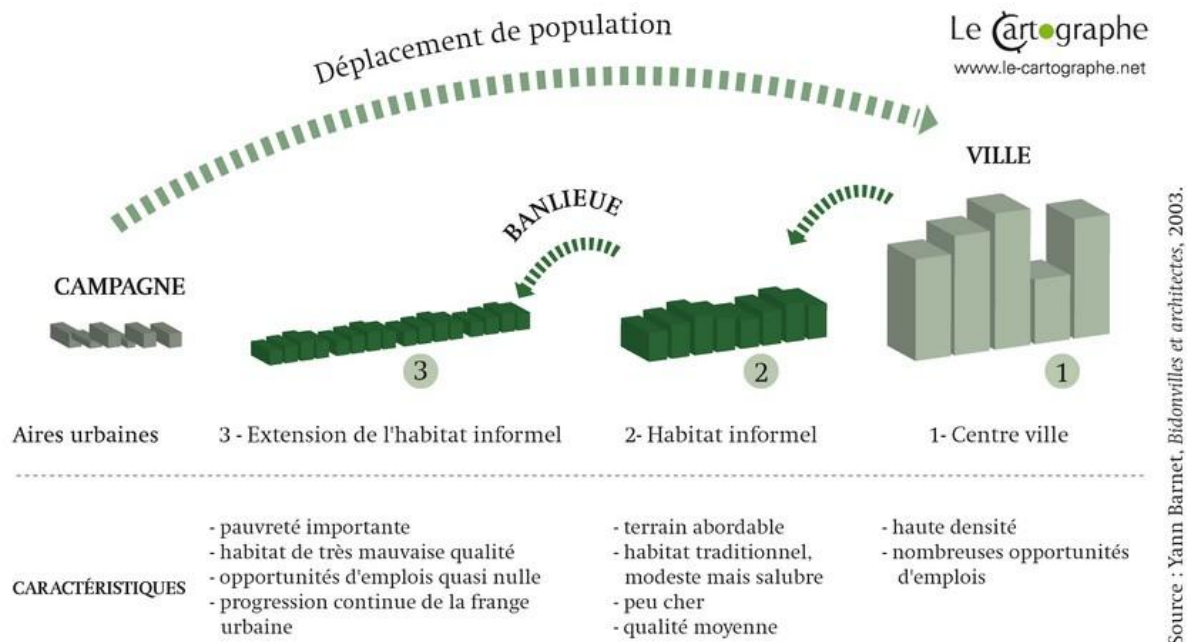 Déplacement de population
Le Cartographe
www.le-cartographe.net
VILLE
BANLIEUE
CAMPAGNE
3
2
1
Aires urbaines
3 - Extension de l'habitat informel
2- Habitat informel
1- Centre ville
CARACTÉRISTIQUES
- pauvreté importante
- habitat de très mauvaise qualité
- opportunités d'emplois quasi nulle
- progression continue de la frange
urbaine
- terrain abordable
- habitat traditionnel,
modeste mais salubre
- peu cher
- qualité moyenne
- haute densité
- nombreuses opportunités
d'emplois
Source : Yann Barnet, Bidonvilles et architectes, 2003.